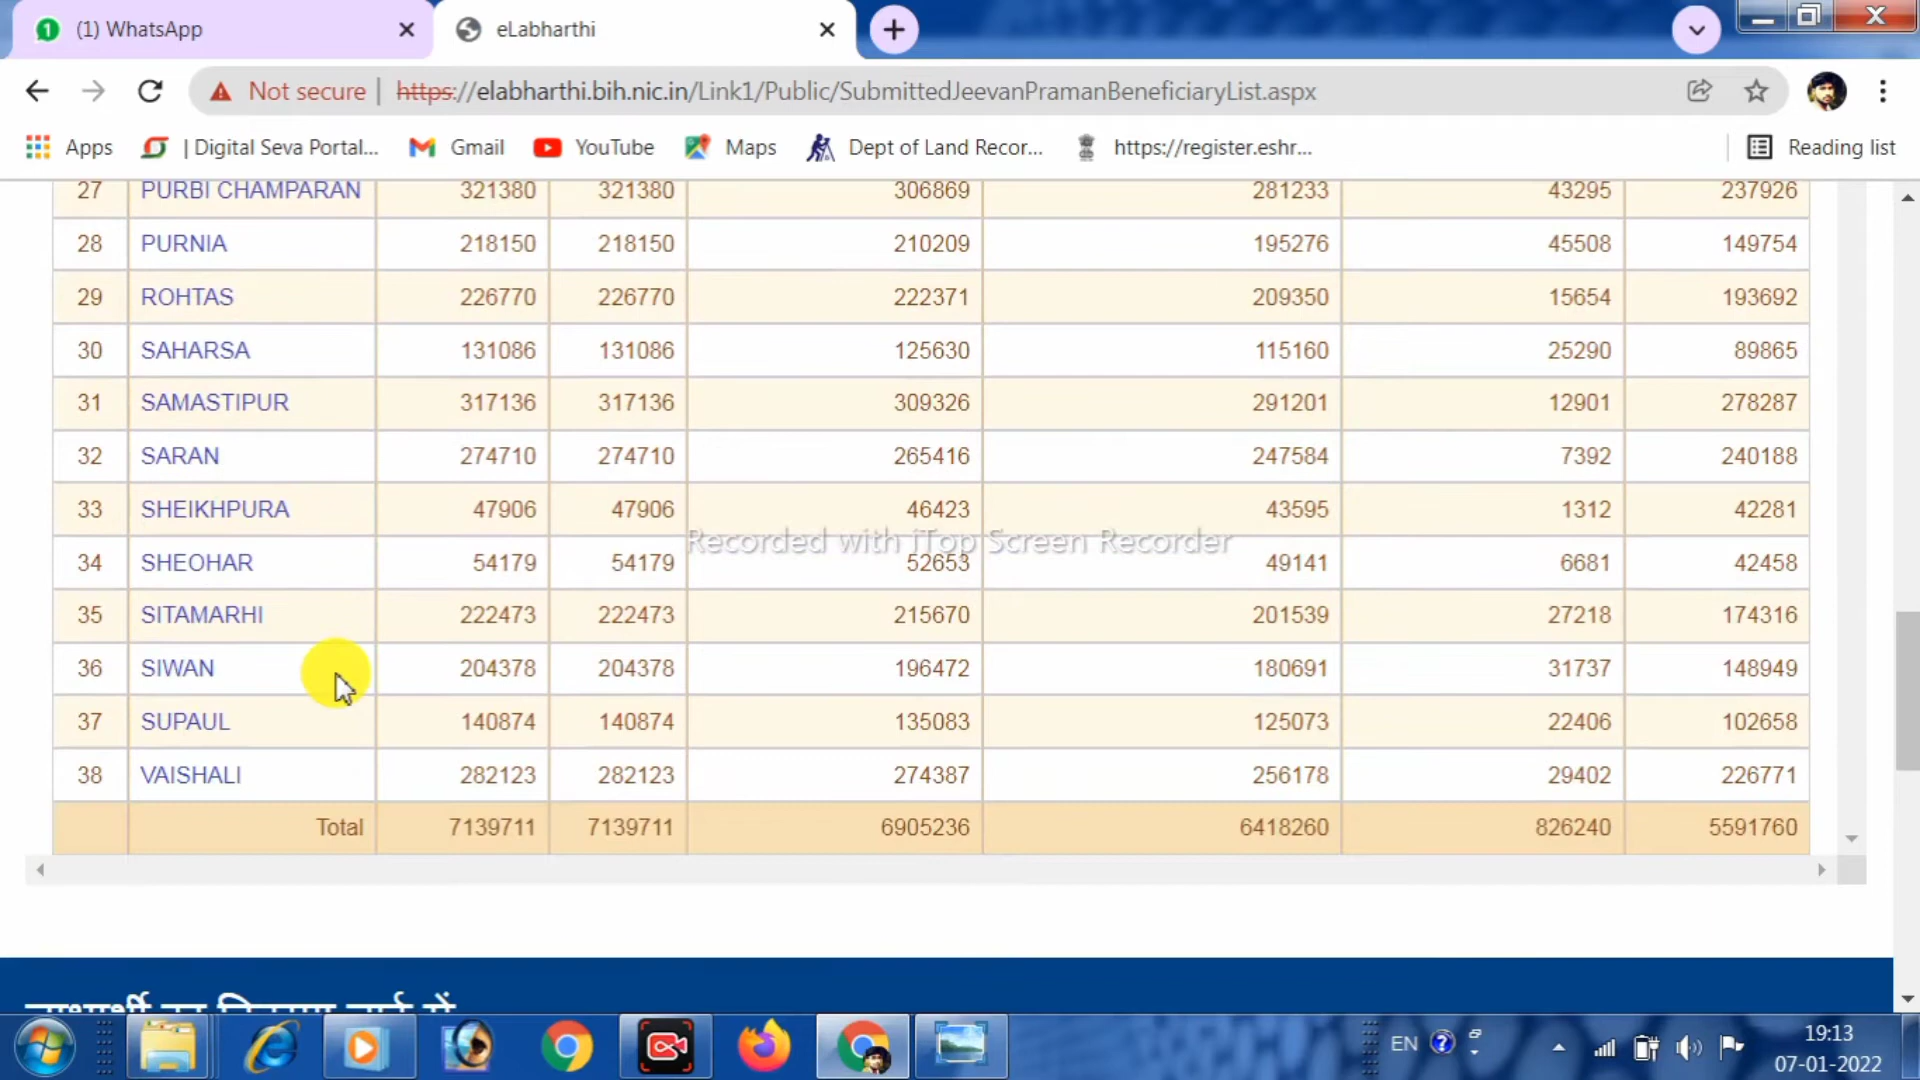 (1) WhatsApp
eLabharthi
Not secure | https://elabharthi.bih.nic.in/Link1/Public/SubmittedJeevanPramanBeneficiaryList.aspx
Apps | Digital Seva Portal... Gmail YouTube Maps Dept of Land Recor... https://register.eshr... Reading list
27 PURBI CHAMPARAN 321380 321380 306869 281233 43295 237926
28 PURNIA 218150 218150 210209 195276 45508 149754
29 ROHTAS 226770 226770 222371 209350 15654 193692
30 SAHARSA 131086 131086 125630 115160 25290 89865
31 SAMASTIPUR 317136 317136 309326 291201 12901 278287
32 SARAN 274710 274710 265416 247584 7392 240188
33 SHEIKHPURA 47906 47906 46423 43595 1312 42281
Recorded with iTop Screen Recorder
34 SHEOHAR 54179 54179 52653 49141 6681 42458
35 SITAMARHI 222473 222473 215670 201539 27218 174316
36 SIWAN 204378 204378 196472 180691 31737 148949
37 SUPAUL 140874 140874 135083 125073 22406 102658
38 VAISHALI 282123 282123 274387 256178 29402 226771
Total 7139711 7139711 6905236 6418260 826240 5591760
EN
19:13
07-01-2022